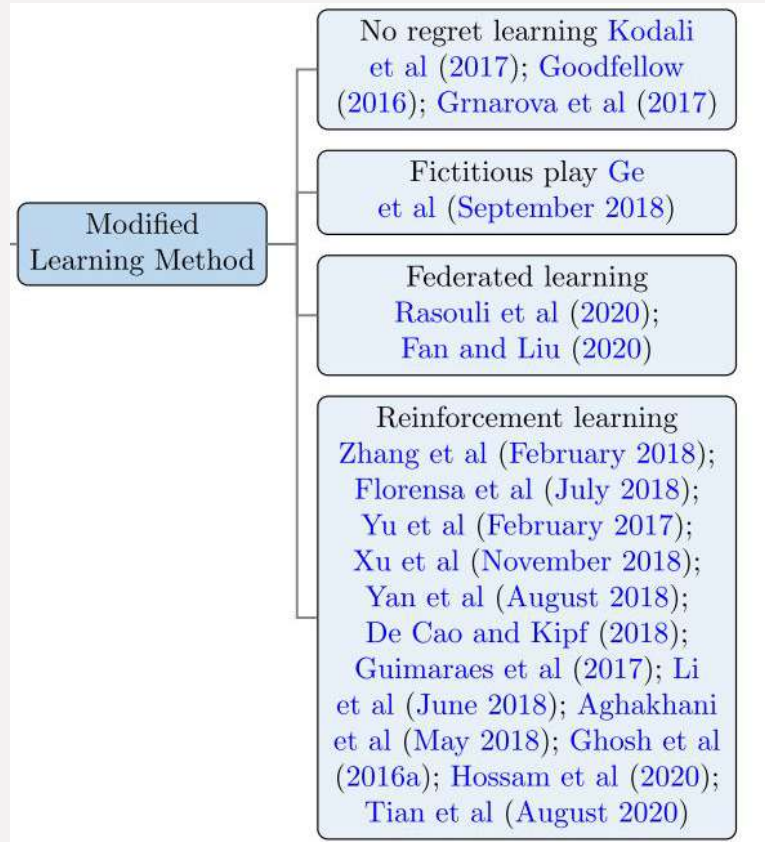 Modified
Learning Method
No regret learning Kodali
et al (2017); Goodfellow
(2016); Grnarova et al (2017)
Fictitious play Ge
et al (September 2018)
Federated learning
Rasouli et al (2020);
Fan and Liu (2020)
Reinforcement learning
Zhang et al (February 2018);
Florensa et al (July 2018);
Yu et al (February 2017);
Xu et al (November 2018);
Yan et al (August 2018);
De Cao and Kipf (2018);
Guimaraes et al (2017); Li
et al (June 2018); Aghakhani
et al (May 2018); Ghosh et al
(2016a); Hossam et al (2020);
Tian et al (August 2020)